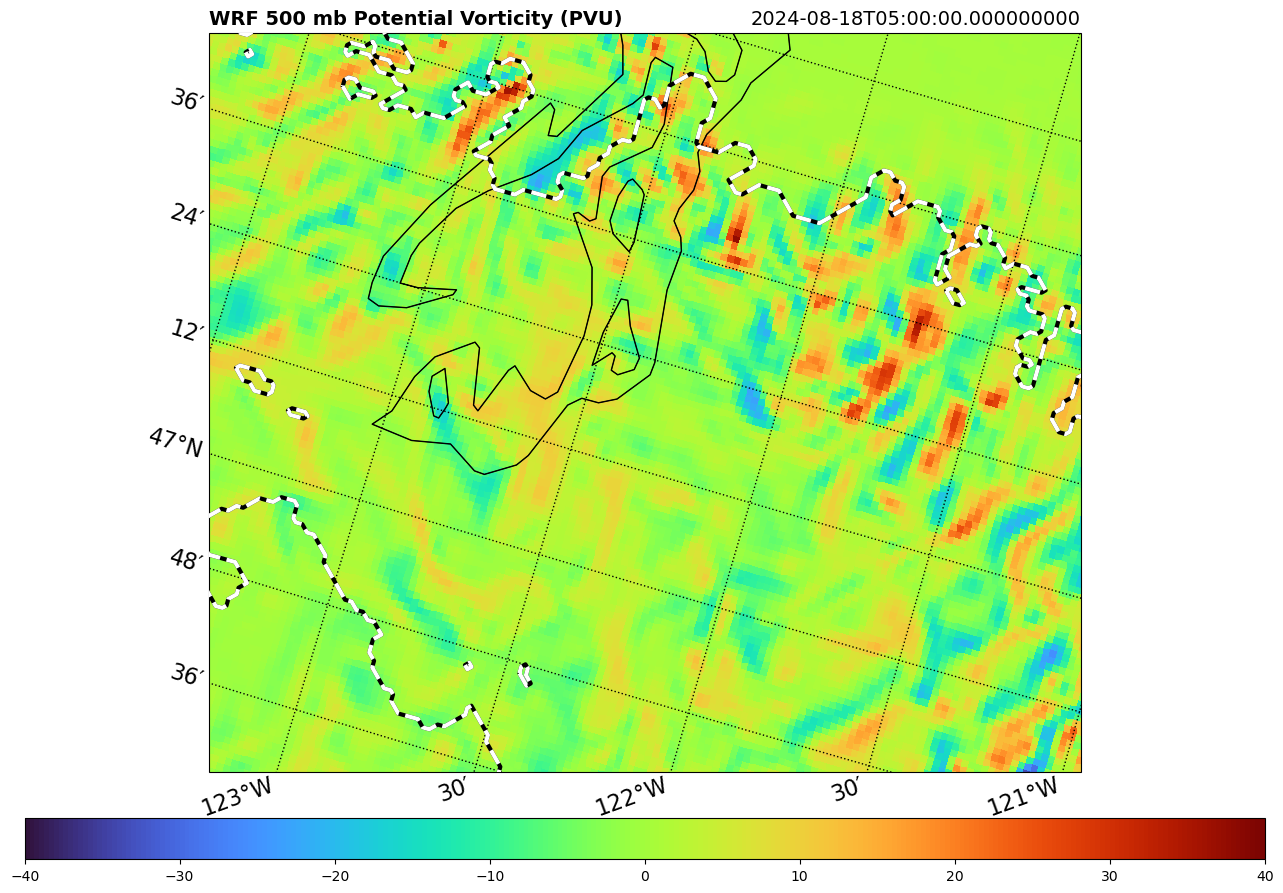 WRF 500 mb Potential Vorticity (PVU) 2024-08-18T05:00:00.000000000
36′
24′
12′
47°N
48′
36′
123°W 30′ 122°W 30′ 121°W
−40 −30 −20 −10 0 10 20 30 40